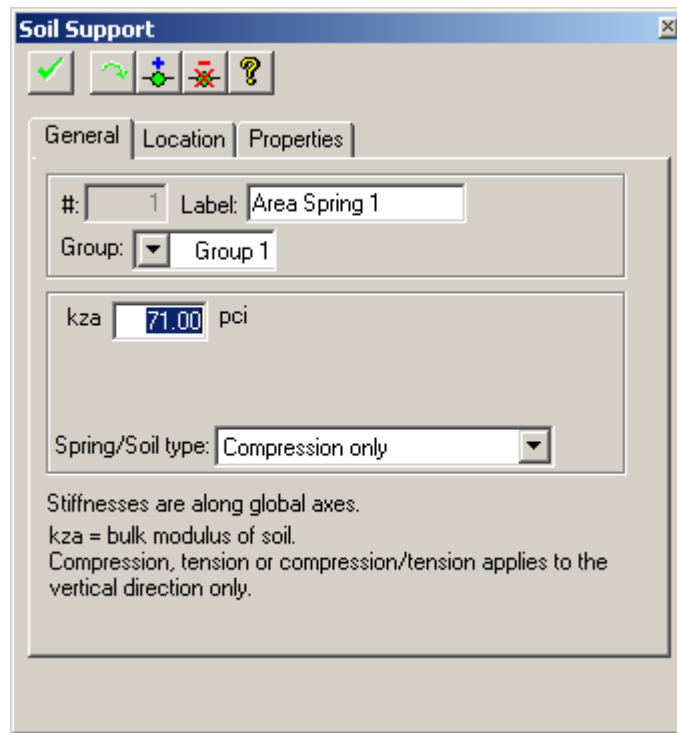 Soil Support
General Location Properties
#: 1 Label: Area Spring 1
Group: Group 1
kza 71.00 pci
Spring/Soil type: Compression only
Stiffnesses are along global axes.
kza = bulk modulus of soil.
Compression, tension or compression/tension applies to the
vertical direction only.